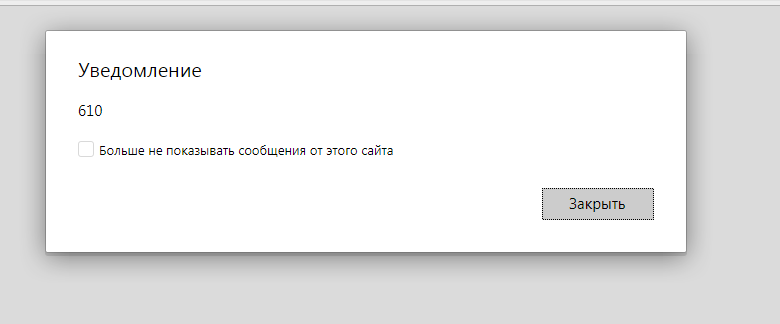 Уведомление
610
Больше не показывать сообщения от этого сайта
Закрыть